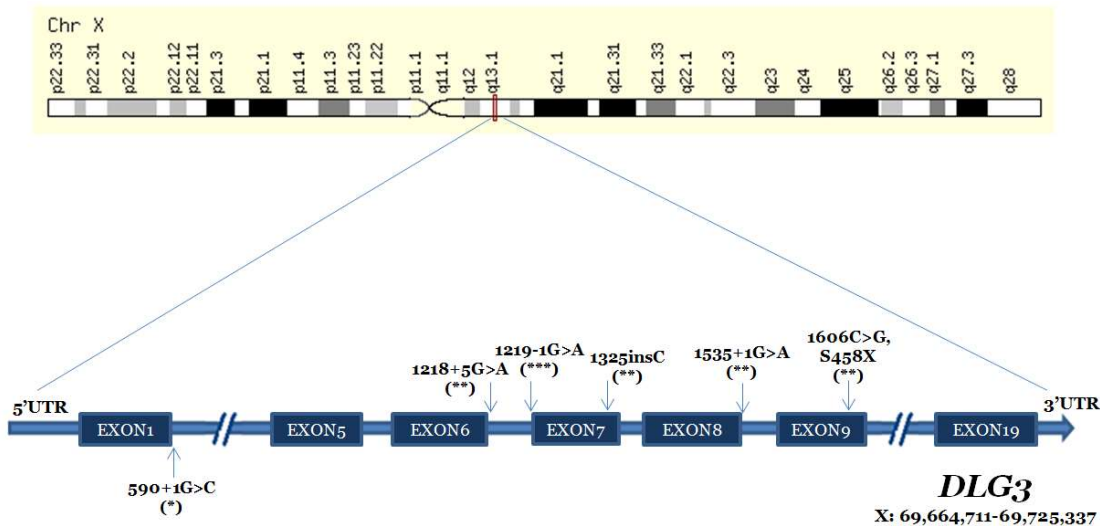 Chr X
p22.33
p22.31
p22.2
p22.12
p22.11
p21.3
p21.1
p11.4
p11.3
p11.23
p11.22
p11.1
q11.1
q12
q13.1
q21.1
q21.31
q21.33
q22.1
q22.3
q23
q24
q25
q26.2
q26.3
q27.1
q27.3
q28
1218+5G>A
(**)
1219-1G>A
(***)
1325insC
(**)
1535+1G>A
(**)
1606C>G,
S458X
(**)
5'UTR
3'UTR
EXON1
EXON5
EXON6
EXON7
EXON8
EXON9
EXON19
590+1G>C
(*)
DLG3
X: 69,664,711-69,725,337